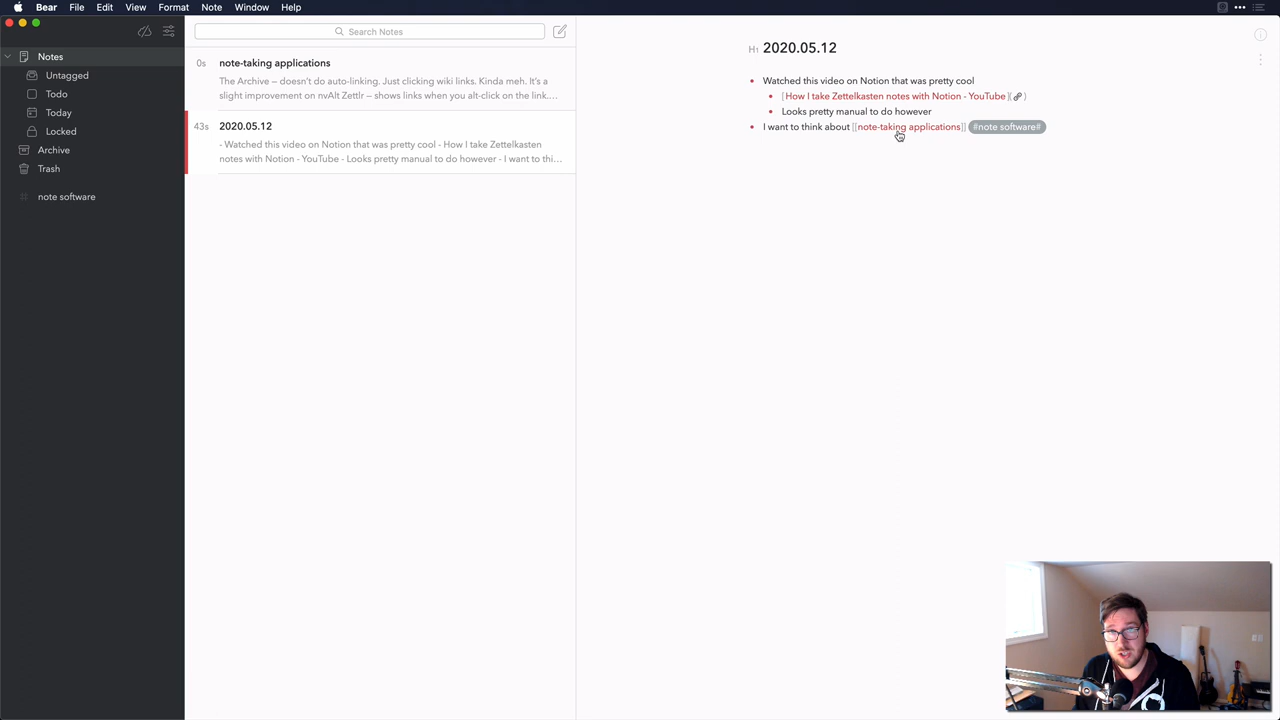 Bear File Edit View Format Note Window Help
Notes
Untagged
Todo
Today
Locked
Archive
Trash
note software
Search Notes
0s note-taking applications
The Archive — doesn't do auto-linking. Just clicking wiki links. Kinda meh. It's a
slight improvement on nvAlt Zettlr — shows links when you alt-click on the link.…
43s 2020.05.12
- Watched this video on Notion that was pretty cool - How I take Zettelkasten
notes with Notion - YouTube - Looks pretty manual to do however - I want to thi…
H1 2020.05.12
• Watched this video on Notion that was pretty cool
• [How I take Zettelkasten notes with Notion - YouTube]( )
• Looks pretty manual to do however
• I want to think about [[note-taking applications]] #note software#